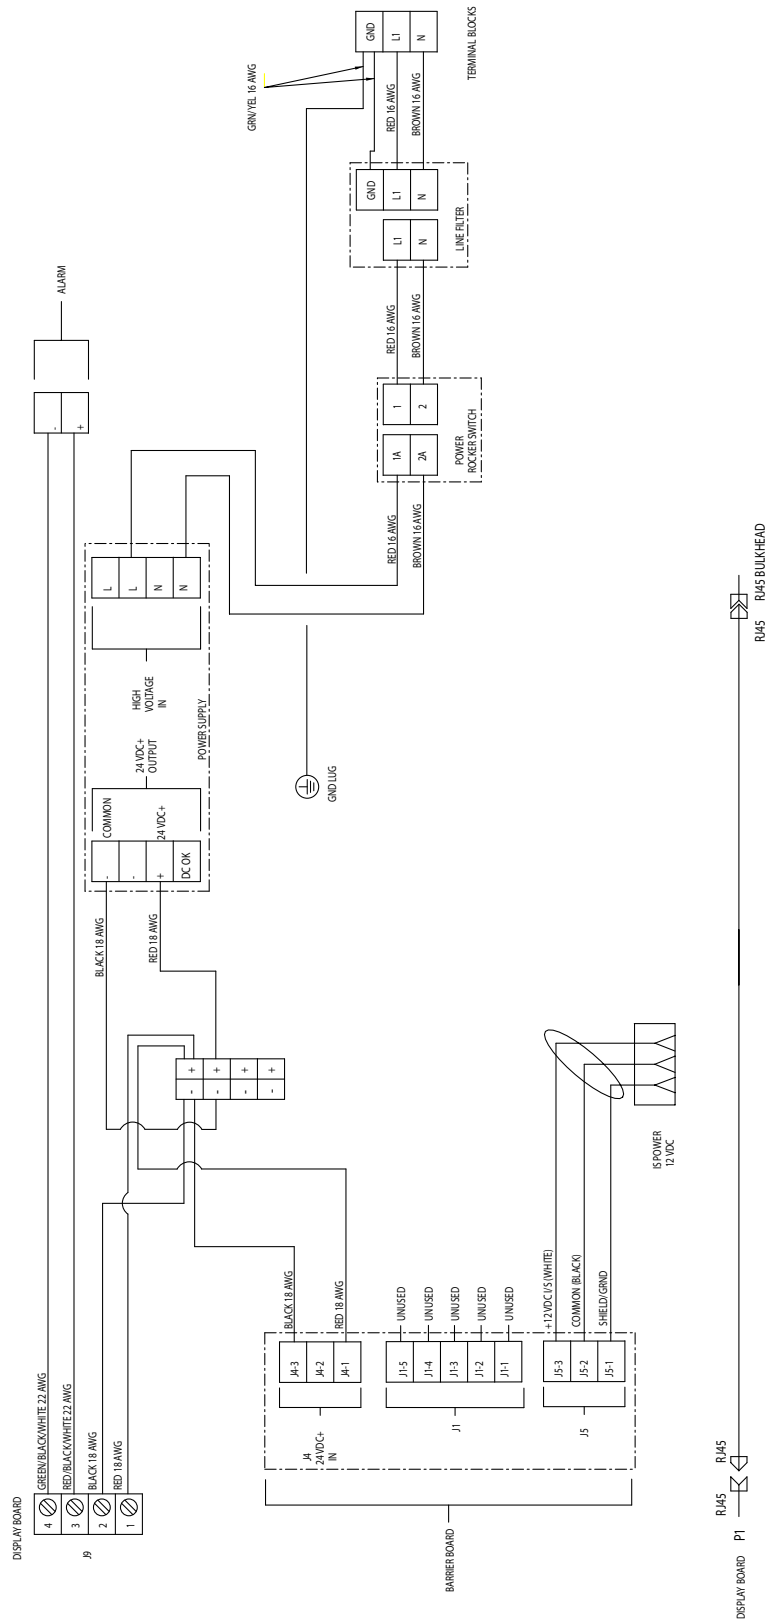 DISPLAY BOARD
J9
4
3
2
1
GREEN/BLACK/WHITE 22 AWG
RED/BLACK/WHITE 22 AWG
BLACK 18 AWG
RED 18 AWG
-
+
ALARM
BARRIER BOARD
J4
24VDC+
IN
J4-3
J4-2
J4-1
BLACK 18 AWG
RED 18 AWG
J1
J1-5
J1-4
J1-3
J1-2
J1-1
UNUSED
UNUSED
UNUSED
UNUSED
UNUSED
J5
J5-3
J5-2
J5-1
+12 VDC I/S (WHITE)
COMMON (BLACK)
SHIELD/GRND
IS POWER
12 VDC
- +
- +
- +
- +
BLACK 18 AWG
RED 18 AWG
-
-
+
DC OK
COMMON
24 VDC+
24 VDC+
OUTPUT
POWER SUPPLY
HIGH
VOLTAGE
IN
L
L
N
N
GND LUG
RED 16 AWG
BROWN 16 AWG
1A
2A
1
2
POWER
ROCKER SWITCH
RED 16 AWG
BROWN 16 AWG
L1
N
GND
L1
N
LINE FILTER
GRN/YEL 16 AWG
RED 16 AWG
BROWN 16 AWG
GND
L1
N
TERMINAL BLOCKS
DISPLAY BOARD
P1
RJ45
RJ45
RJ45
RJ45 BULKHEAD